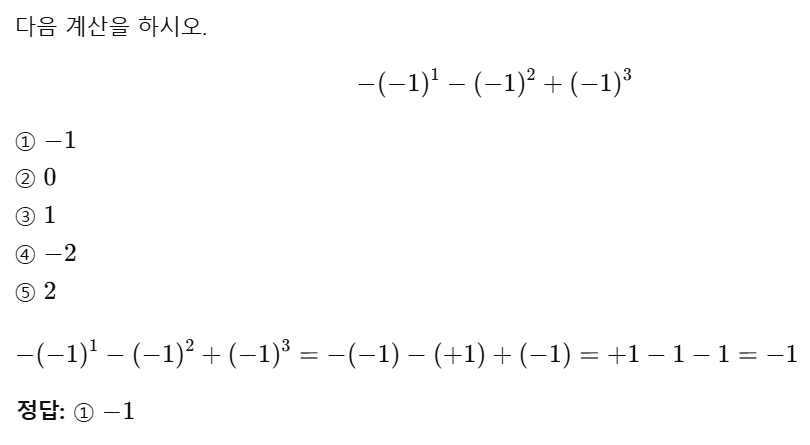 다음 계산을 하시오.
−(−1)¹ − (−1)² + (−1)³
① −1
② 0
③ 1
④ −2
⑤ 2
−(−1)¹ − (−1)² + (−1)³ = −(−1) − (+1) + (−1) = +1 − 1 − 1 = −1
정답: ① −1